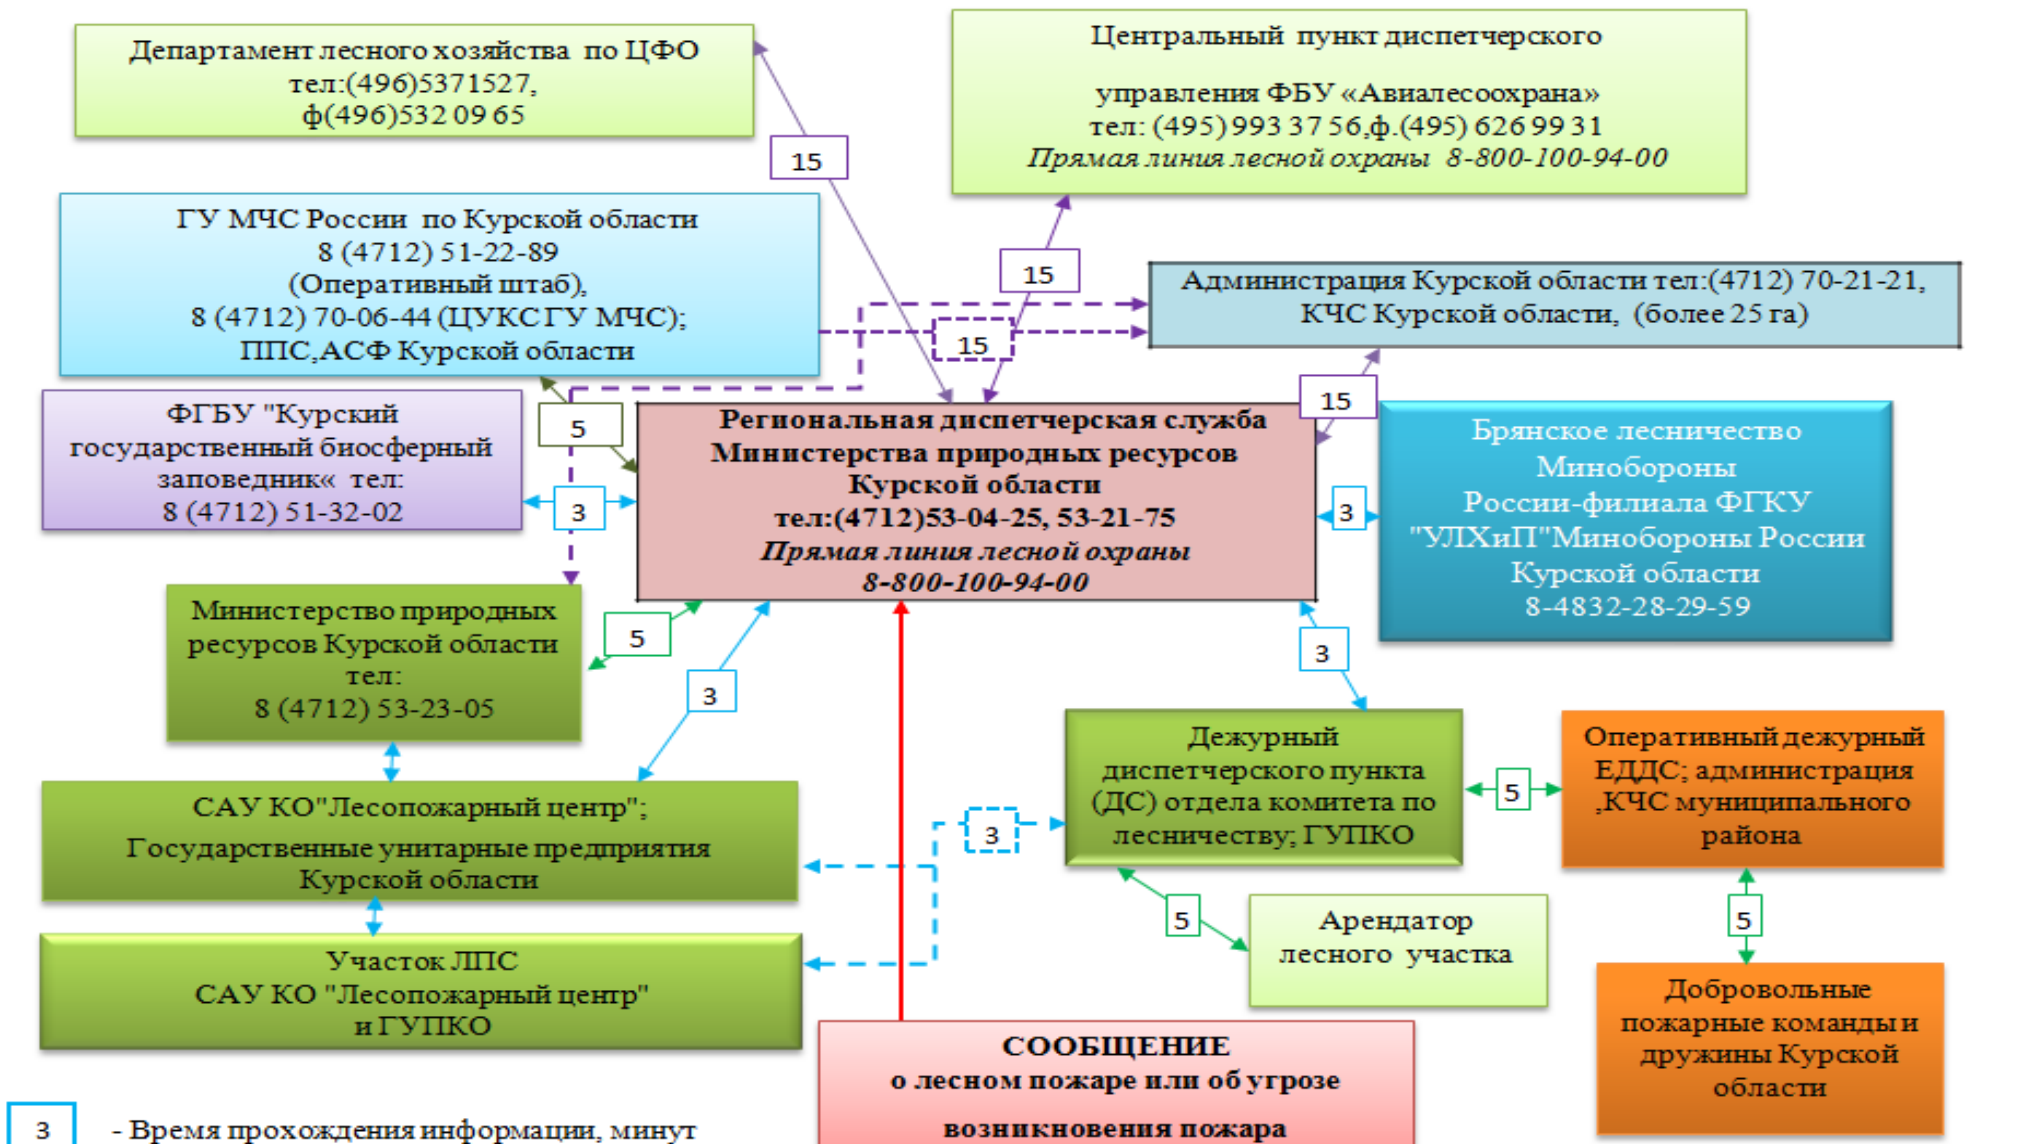 Департамент лесного хозяйства по ЦФО
тел:(496)5371527,
ф(496)532 09 65
Центральный пункт диспетчерского
управления ФБУ «Авиалесоохрана»
тел: (495) 993 37 56,ф.(495) 626 99 31
Прямая линия лесной охраны 8-800-100-94-00
15
ГУ МЧС России по Курской области
8 (4712) 51-22-89
(Оперативный штаб),
8 (4712) 70-06-44 (ЦУКС ГУ МЧС);
ППС,АСФ Курской области
15
Администрация Курской области тел:(4712) 70-21-21,
КЧС Курской области, (более 25 га)
15
15
ФГБУ "Курский
государственный биосферный
заповедник« тел:
8 (4712) 51-32-02
5
3
Региональная диспетчерская служба
Министерства природных ресурсов
Курской области
тел:(4712)53-04-25, 53-21-75
Прямая линия лесной охраны
8-800-100-94-00
3
Брянское лесничество
Минобороны
России-филиала ФГКУ
"УЛХиП"Минобороны России
Курской области
8-4832-28-29-59
Министерство природных
ресурсов Курской области
тел:
8 (4712) 53-23-05
5
3
3
Дежурный
диспетчерского пункта
(ДС) отдела комитета по
лесничеству; ГУПКО
5
Оперативный дежурный
ЕДДС; администрация
,КЧС муниципального
района
САУ КО"Лесопожарный центр";
Государственные унитарные предприятия
Курской области
3
5
Арендатор
лесного участка
5
Участок ЛПС
САУ КО "Лесопожарный центр"
и ГУПКО
Добровольные
пожарные команды и
дружины Курской
области
СООБЩЕНИЕ
о лесном пожаре или об угрозе
возникновения пожара
3 - Время прохождения информации, минут